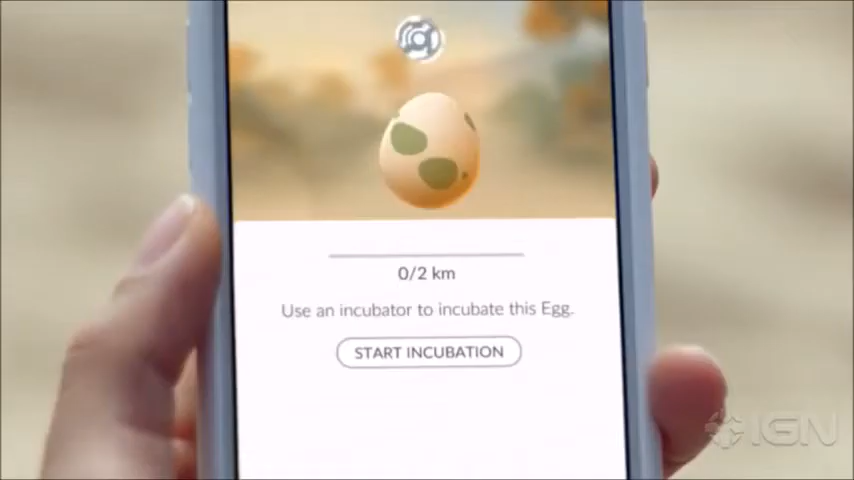 0/2 km
Use an incubator to incubate this Egg.
START INCUBATION
IGN